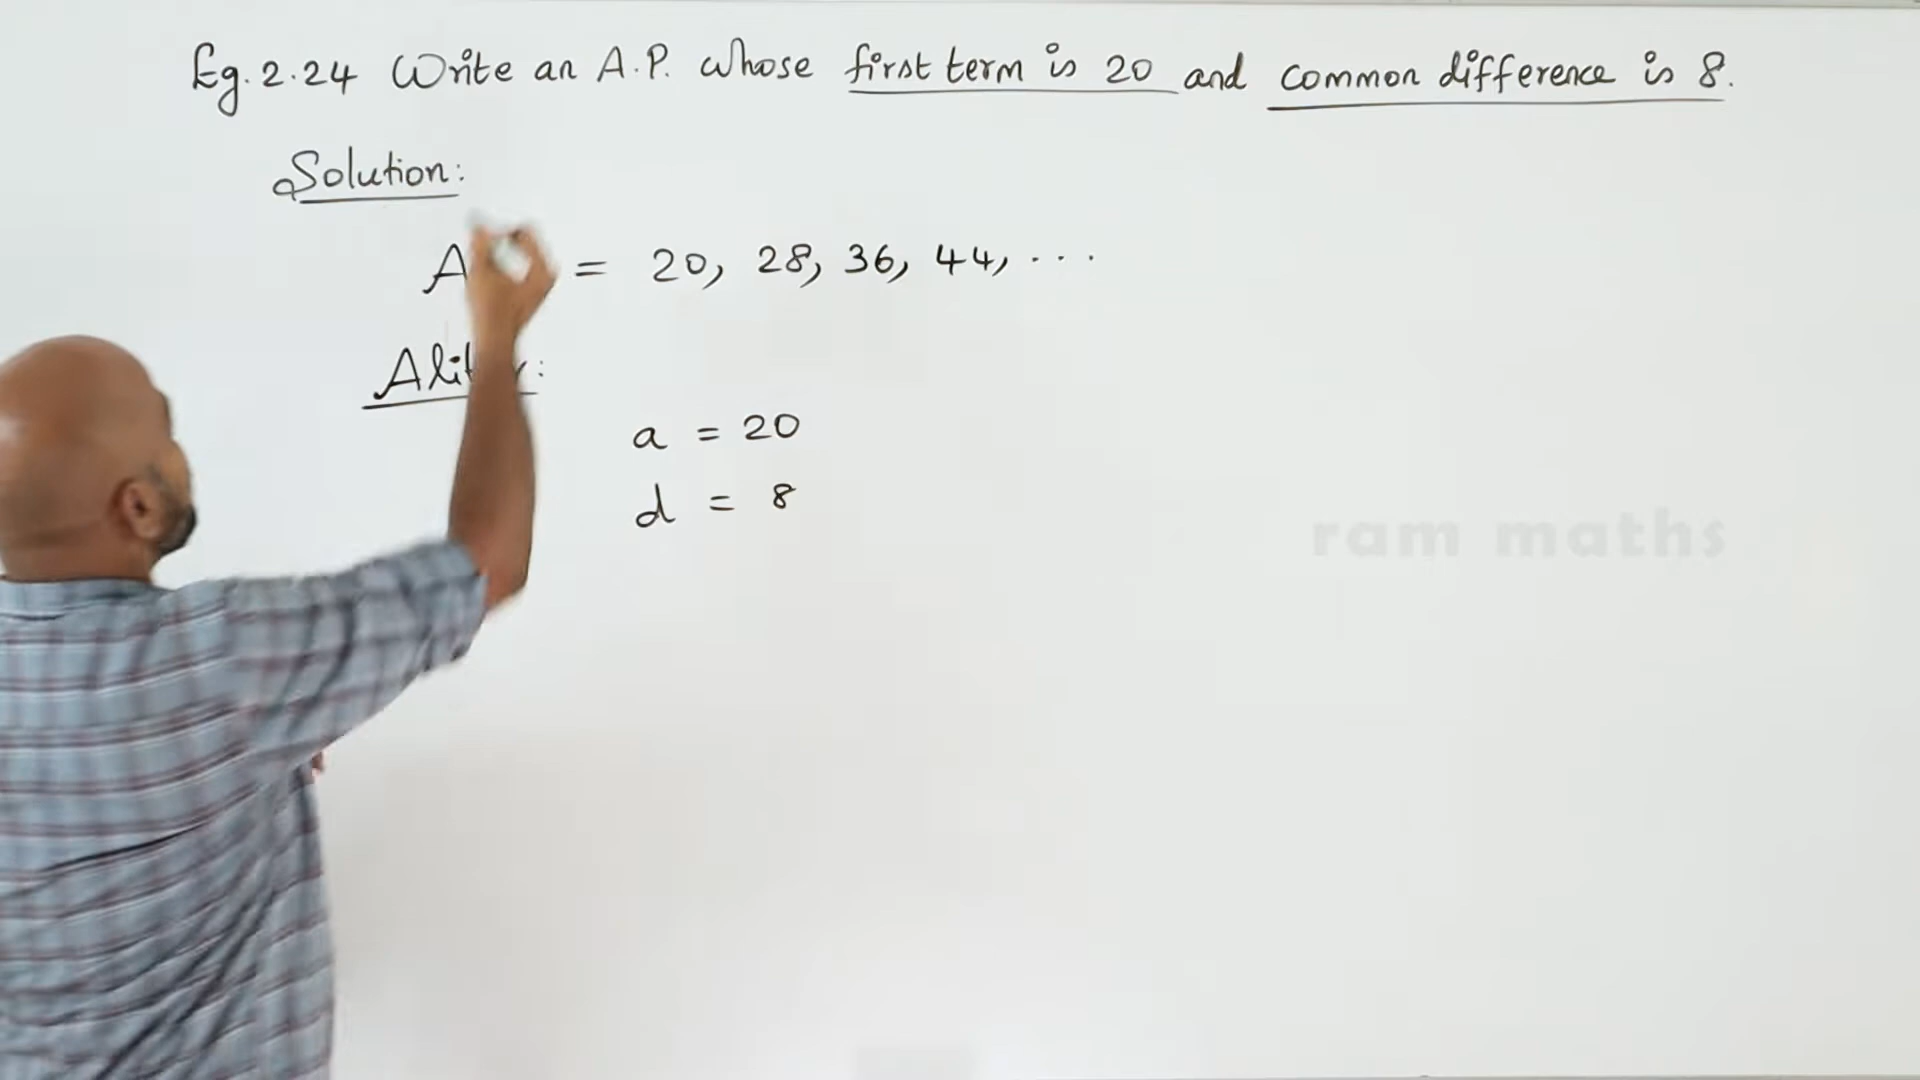 Eg. 2.24 Write an A.P. whose first term is 20 and common difference is 8.
Solution:
= 20, 28, 36, 44, ...
a = 20
d = 8
ram maths